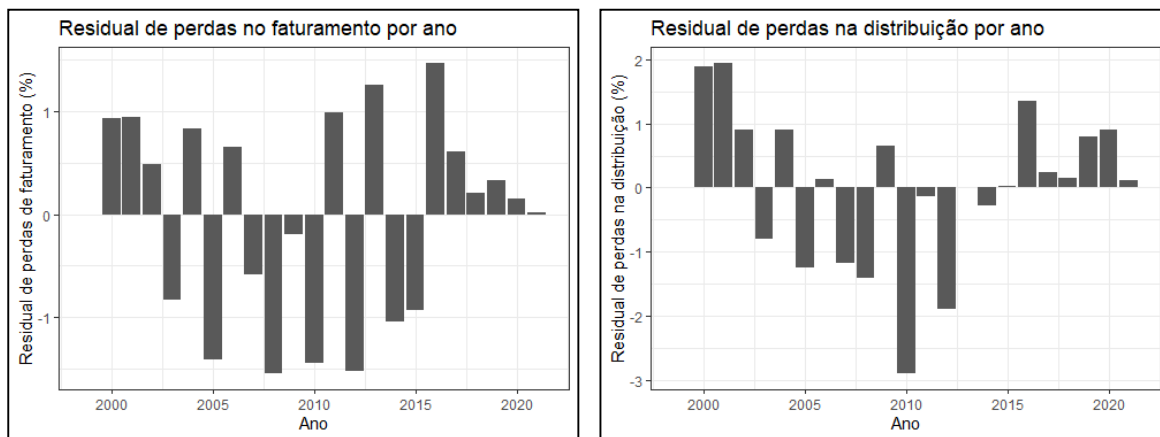 Residual de perdas no faturamento por ano
Residual de perdas de faturamento (%)
1
0
-1
2000 2005 2010 2015 2020
Ano
Residual de perdas na distribuição por ano
Residual de perdas na distribuição (%)
2
1
0
-1
-2
-3
2000 2005 2010 2015 2020
Ano